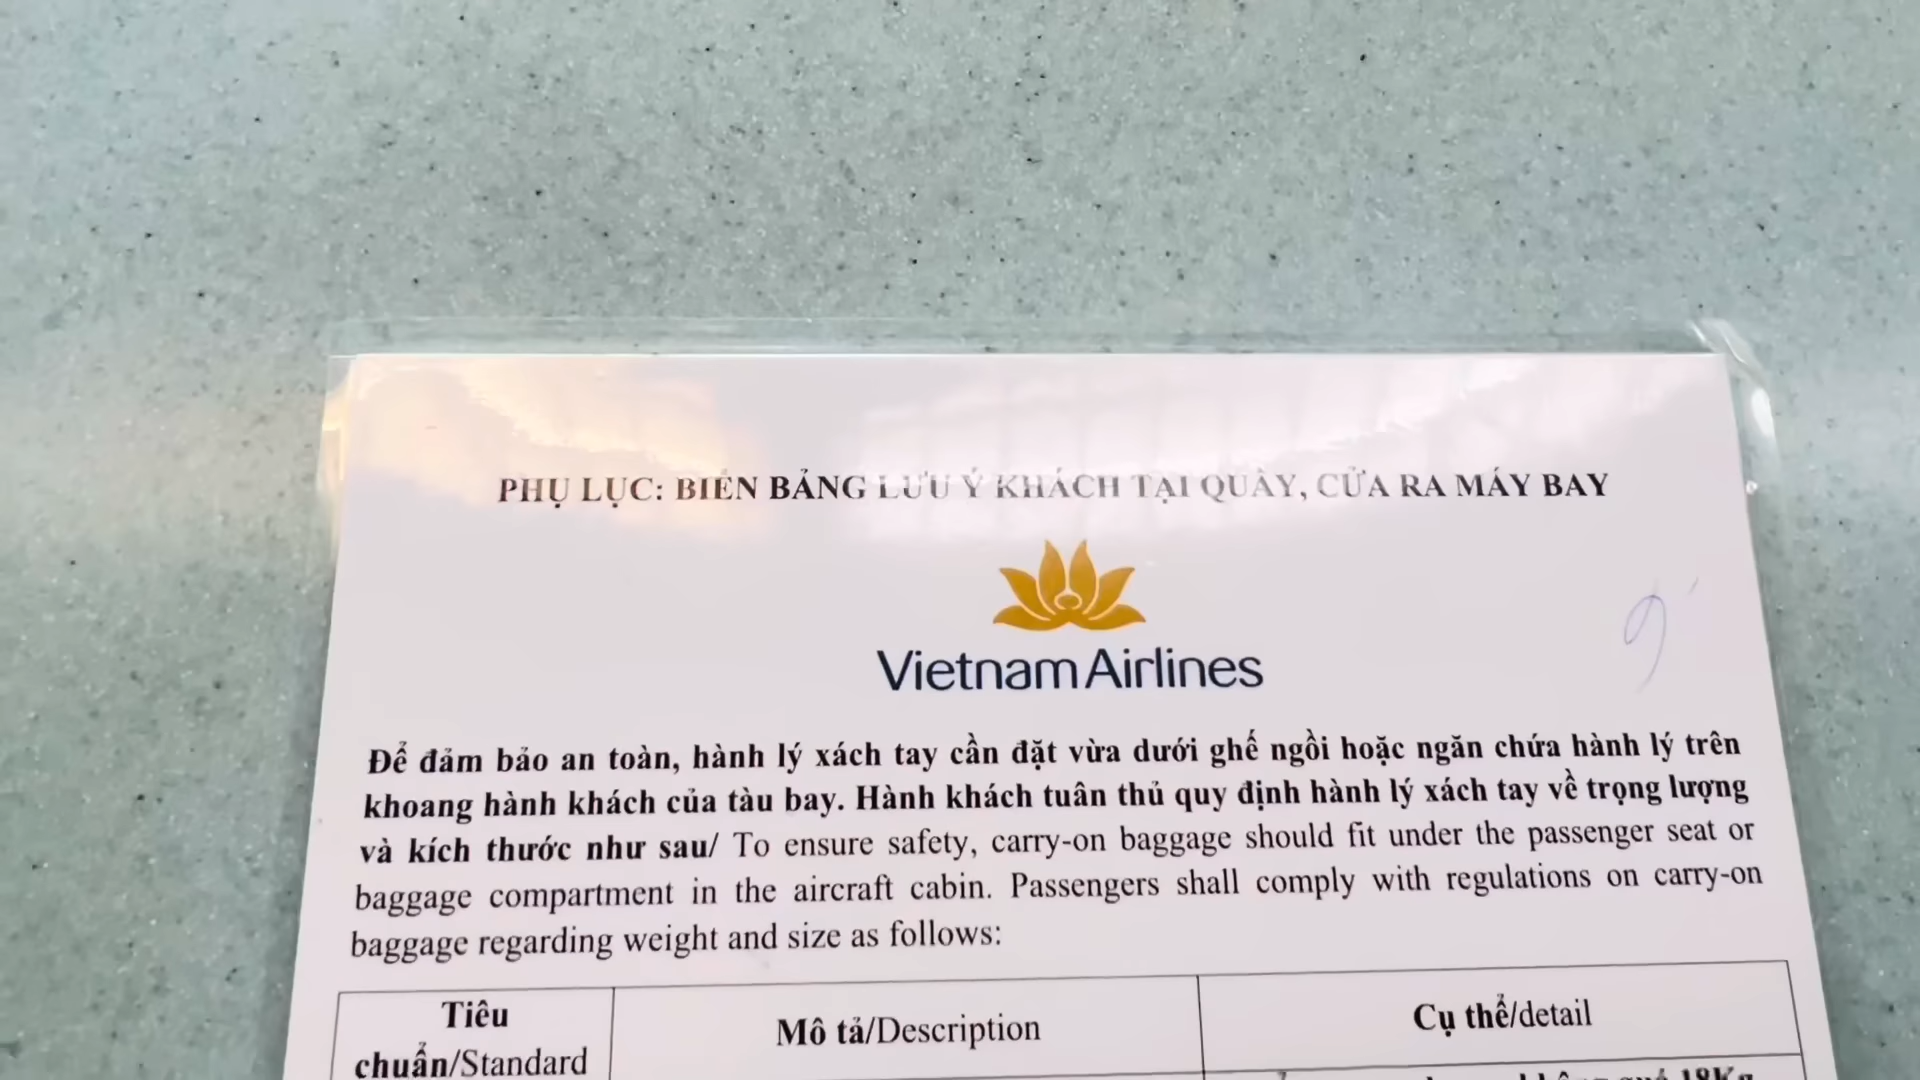 PHỤ LỤC: BIỂN BẢNG LƯU Ý KHÁCH TẠI QUẦY, CỬA RA MÁY BAY
Vietnam Airlines
Để đảm bảo an toàn, hành lý xách tay cần đặt vừa dưới ghế ngồi hoặc ngăn chứa hành lý trên
khoang hành khách của tàu bay. Hành khách tuân thủ quy định hành lý xách tay về trọng lượng
và kích thước như sau/ To ensure safety, carry-on baggage should fit under the passenger seat or
baggage compartment in the aircraft cabin. Passengers shall comply with regulations on carry-on
baggage regarding weight and size as follows:
Tiêu
chuẩn/Standard
Mô tả/Description
Cụ thể/detail
không quá 18Kg